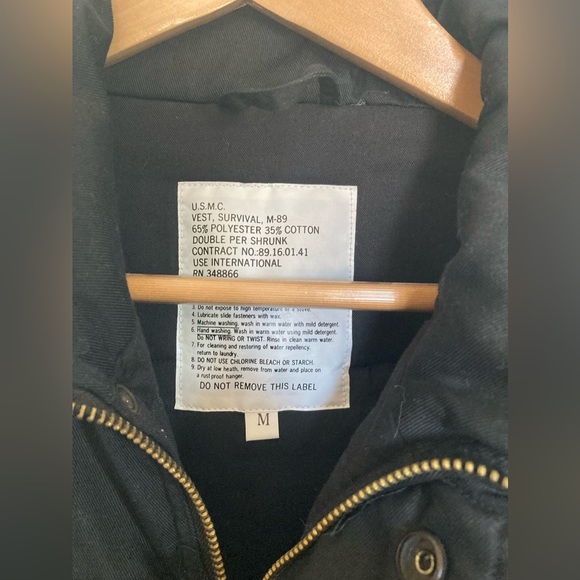 U.S.M.C.
VEST, SURVIVAL, M-89
65% POLYESTER 35% COTTON
DOUBLE PER SHRUNK
CONTRACT NO:89.16.01.41
USE INTERNATIONAL
RN 348866
3. Do not expose to high temperature of a stove.
4. Lubricate slide fasteners with wax.
5. Machine washing. wash in warm water with mild detergent.
6. Hand washing. Wash in warm water using mild detergent.
Do NOT WRING OR TWIST. Rinse in clean warm water.
7. For cleaning and restoring of water repellency.
return to laundry.
8. DO NOT USE CHLORINE BLEACH OR STARCH.
9. Dry at low heath, remove from water and place on
a rust proof hanger.
DO NOT REMOVE THIS LABEL
M